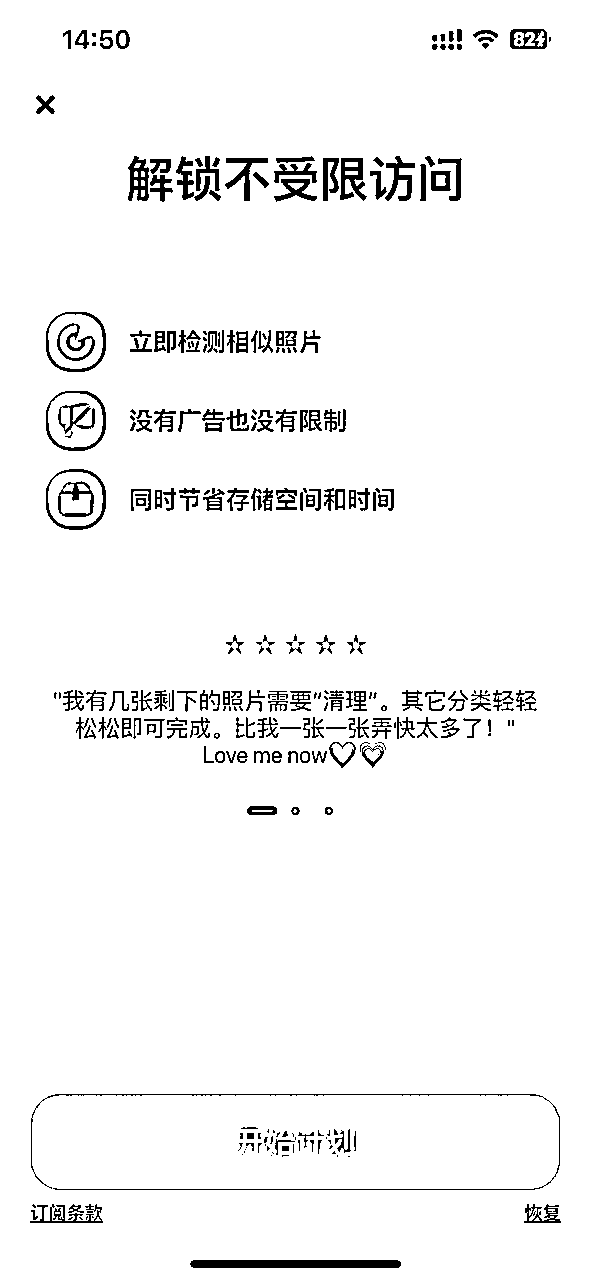 14:50
82
解锁不受限访问
立即检测相似照片
没有广告也没有限制
同时节省存储空间和时间
"我有几张剩下的照片需要“清理”。其它分类轻轻
松松即可完成。比我一张一张弄快太多了！"
Love me now♡💗
开始计划
订阅条款
恢复